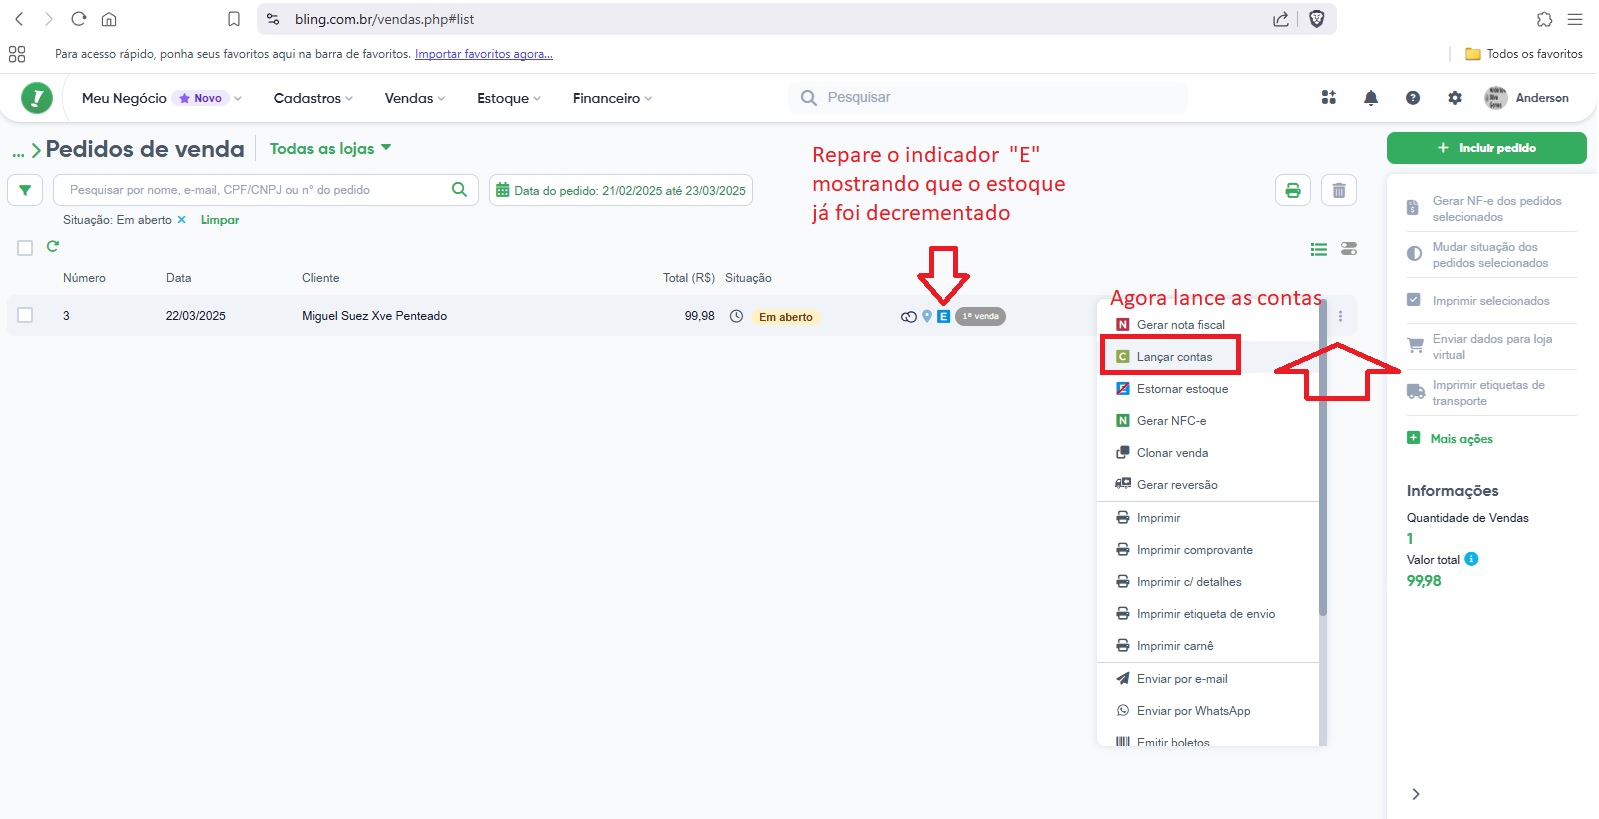 bling.com.br/vendas.php#list
Para acesso rápido, ponha seus favoritos aqui na barra de favoritos. Importar favoritos agora...
Todos os favoritos
Meu Negócio Novo
Cadastros
Vendas
Estoque
Financeiro
Pesquisar
Anderson
... Pedidos de venda
Todas as lojas
Pesquisar por nome, e-mail, CPF/CNPJ ou n° do pedido
Data do pedido: 21/02/2025 até 23/03/2025
Situação: Em aberto ×
Limpar
Repare o indicador "E"
mostrando que o estoque
já foi decrementado
Número Data Cliente Total (R$) Situação
3 22/03/2025 Miguel Suez Xve Penteado 99,98 Em aberto E 1ª venda
Agora lance as contas
N Gerar nota fiscal
C Lançar contas
E Estornar estoque
N Gerar NFC-e
Clonar venda
Gerar reversão
Imprimir
Imprimir comprovante
Imprimir c/ detalhes
Imprimir etiqueta de envio
Imprimir carnê
Enviar por e-mail
Enviar por WhatsApp
Emitir boletos
+ Incluir pedido
Gerar NF-e dos pedidos
selecionados
Mudar situação dos
pedidos selecionados
Imprimir selecionados
Enviar dados para loja
virtual
Imprimir etiquetas de
transporte
Mais ações
Informações
Quantidade de Vendas
1
Valor total
99,98